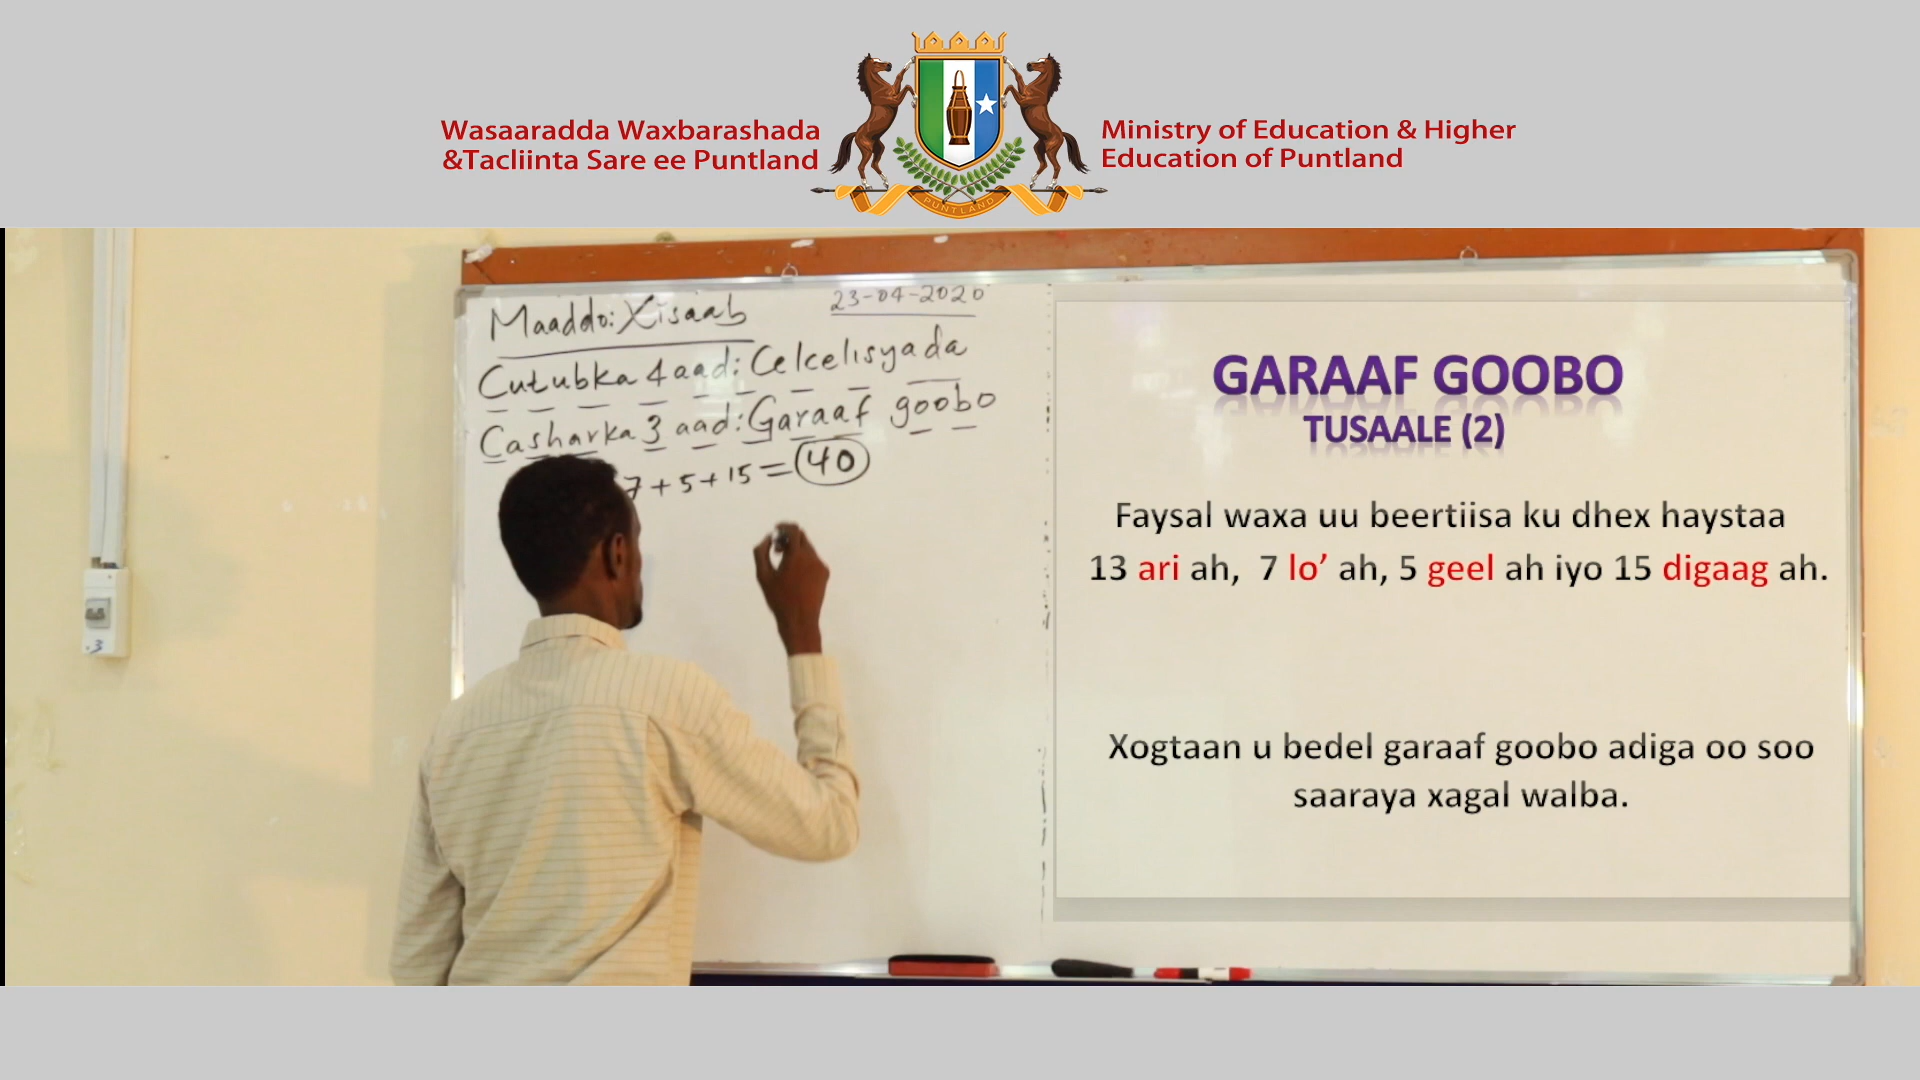 Wasaaradda Waxbarashada
&Tacliinta Sare ee Puntland
PUNTLAND
Ministry of Education & Higher
Education of Puntland
23-04-2020
Maaddo: Xisaab
Cutubka 4aad: Celcelisyada
Casharka 3aad: Garaaf goobo
7+5+15=40
GARAAF GOOBO
TUSAALE (2)
Faysal waxa uu beertiisa ku dhex haystaa
13 ari ah, 7 lo’ ah, 5 geel ah iyo 15 digaag ah.
Xogtaan u bedel garaaf goobo adiga oo soo
saaraya xagal walba.
.3